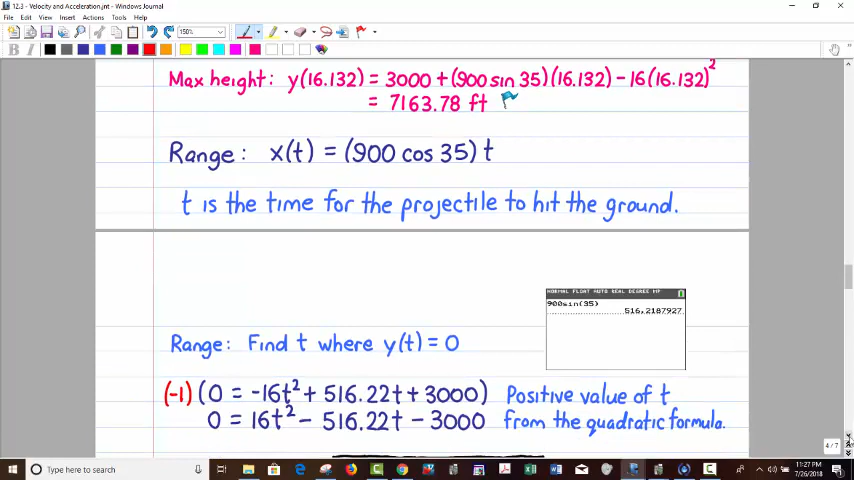 12.3 - Velocity and Acceleration.jnt - Windows Journal
File Edit View Insert Actions Tools Help
150%
B I
Max height: y(16.132) = 3000 + (900 sin 35)(16.132) − 16(16.132)²
= 7163.78 ft
Range: x(t) = (900 cos 35) t
t is the time for the projectile to hit the ground.
NORMAL FLOAT AUTO REAL DEGREE MP
900sin(35)
516.2187927
Range: Find t where y(t) = 0
(-1) (0 = -16t² + 516.22t + 3000) Positive value of t
0 = 16t² − 516.22t − 3000 from the quadratic formula.
4 / 7
Type here to search
11:27 PM
7/26/2018